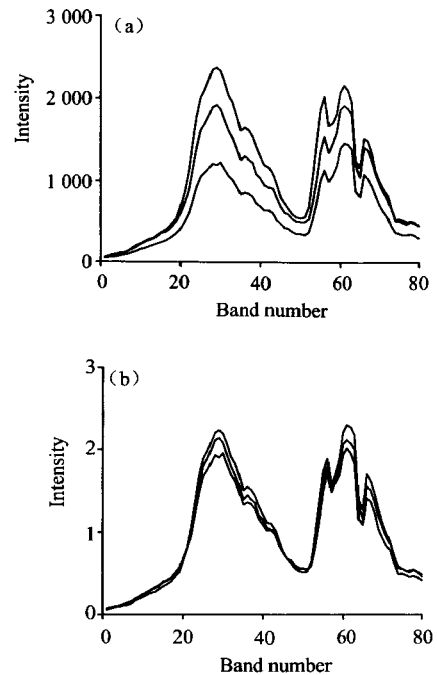 (a)
3 000
2 000
1 000
0
Intensity
0 20 40 60 80
Band number
(b)
3
2
1
0
Intensity
0 20 40 60 80
Band number